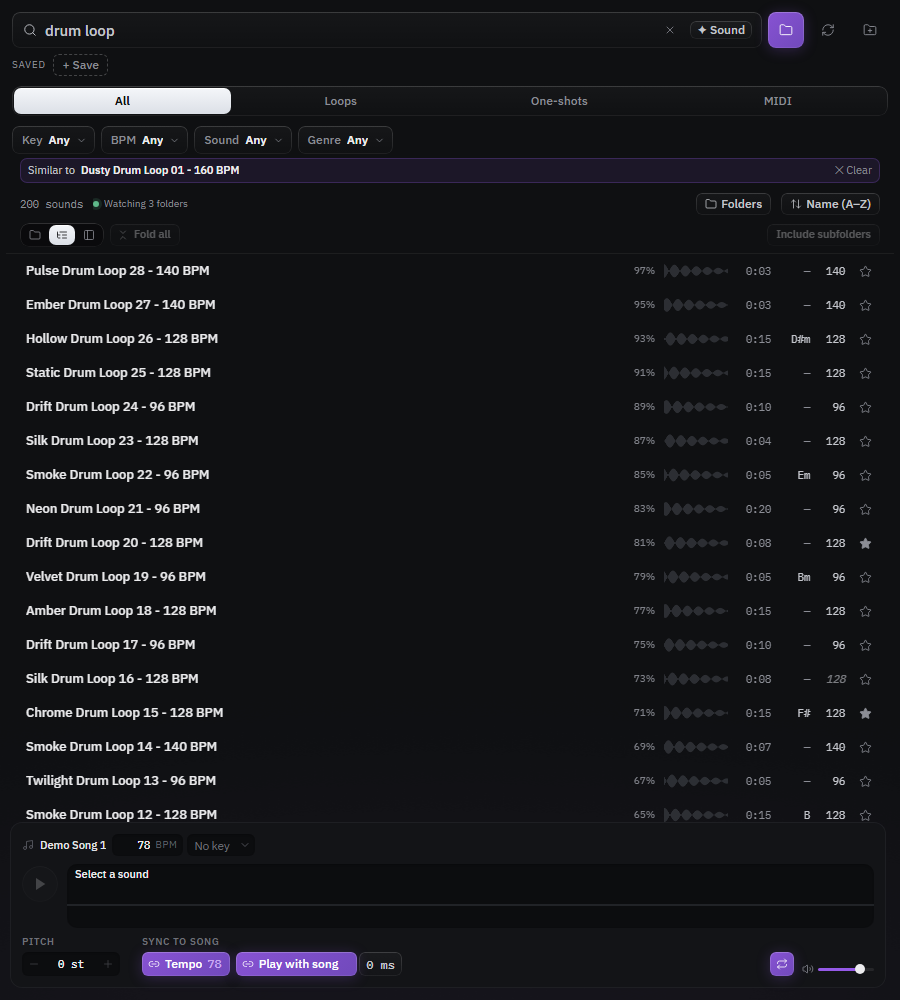 drum loop
✦ Sound
SAVED + Save
All Loops One-shots MIDI
Key Any BPM Any Sound Any Genre Any
Similar to Dusty Drum Loop 01 - 160 BPM Clear
200 sounds Watching 3 folders Folders Name (A–Z)
Fold all Include subfolders
Pulse Drum Loop 28 - 140 BPM 97% 0:03 — 140
Ember Drum Loop 27 - 140 BPM 95% 0:03 — 140
Hollow Drum Loop 26 - 128 BPM 93% 0:15 D#m 128
Static Drum Loop 25 - 128 BPM 91% 0:15 — 128
Drift Drum Loop 24 - 96 BPM 89% 0:10 — 96
Silk Drum Loop 23 - 128 BPM 87% 0:04 — 128
Smoke Drum Loop 22 - 96 BPM 85% 0:05 Em 96
Neon Drum Loop 21 - 96 BPM 83% 0:20 — 96
Drift Drum Loop 20 - 128 BPM 81% 0:08 — 128
Velvet Drum Loop 19 - 96 BPM 79% 0:05 Bm 96
Amber Drum Loop 18 - 128 BPM 77% 0:15 — 128
Drift Drum Loop 17 - 96 BPM 75% 0:10 — 96
Silk Drum Loop 16 - 128 BPM 73% 0:08 — 128
Chrome Drum Loop 15 - 128 BPM 71% 0:15 F# 128
Smoke Drum Loop 14 - 140 BPM 69% 0:07 — 140
Twilight Drum Loop 13 - 96 BPM 67% 0:05 — 96
Smoke Drum Loop 12 - 128 BPM 65% 0:15 B 128
Demo Song 1 78 BPM No key
Select a sound
PITCH SYNC TO SONG
− 0 st + Tempo 78 Play with song 0 ms